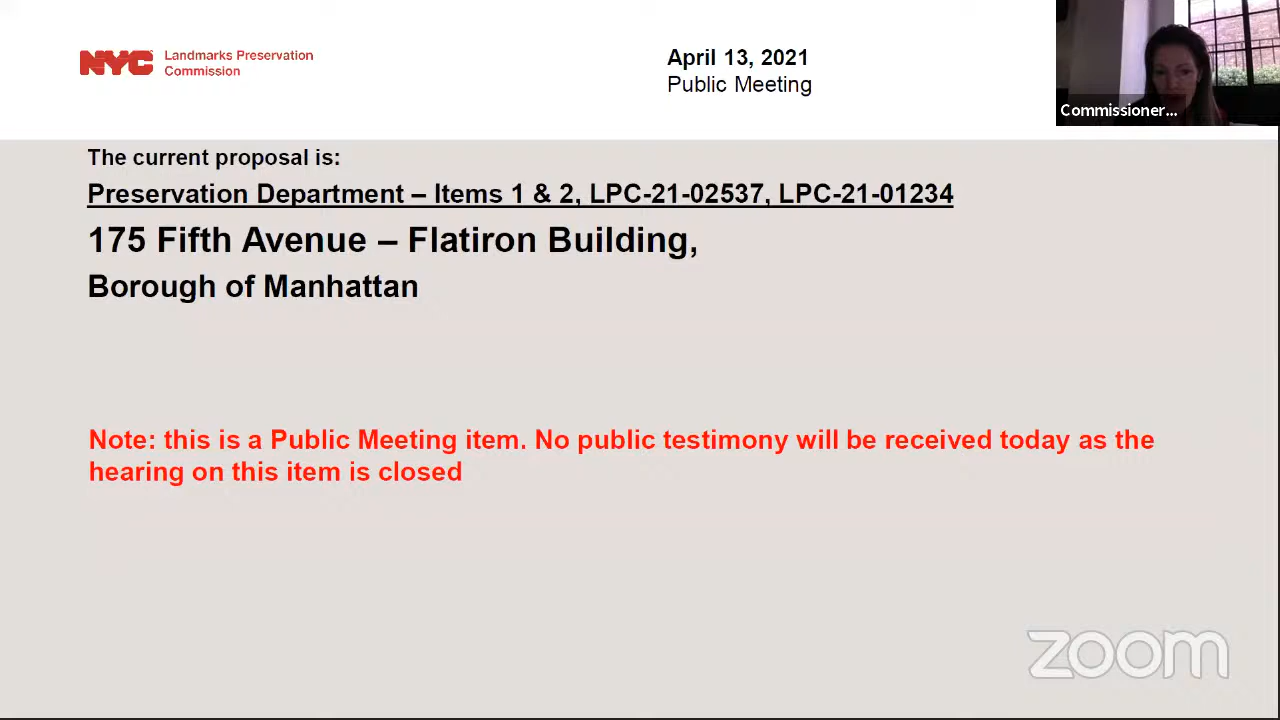 NYC Landmarks Preservation
Commission
April 13, 2021
Public Meeting
Commissioner...
The current proposal is:
Preservation Department – Items 1 & 2, LPC-21-02537, LPC-21-01234
175 Fifth Avenue – Flatiron Building,
Borough of Manhattan
Note: this is a Public Meeting item. No public testimony will be received today as the
hearing on this item is closed
zoom